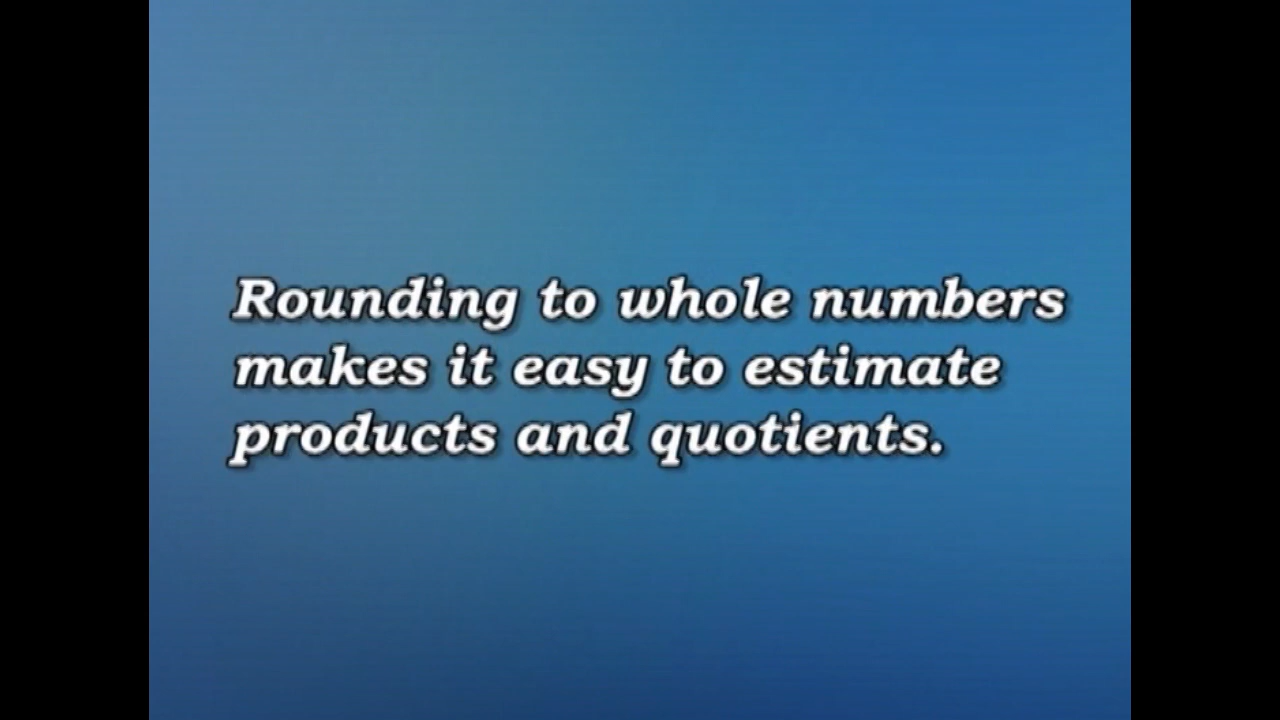 Rounding to whole numbers
makes it easy to estimate
products and quotients.